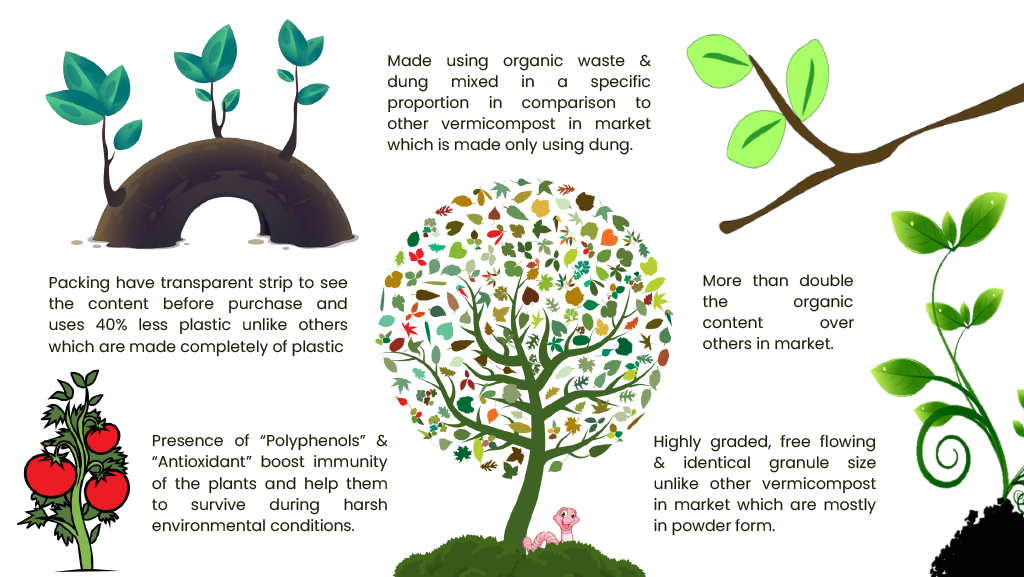 Made using organic waste &
dung mixed in a specific
proportion in comparison to
other vermicompost in market
which is made only using dung.
Packing have transparent strip to see
the content before purchase and
uses 40% less plastic unlike others
which are made completely of plastic
More than double
the organic
content over
others in market.
Presence of “Polyphenols” &
“Antioxidant” boost immunity
of the plants and help them
to survive during harsh
environmental conditions.
Highly graded, free flowing
& identical granule size
unlike other vermicompost
in market which are mostly
in powder form.